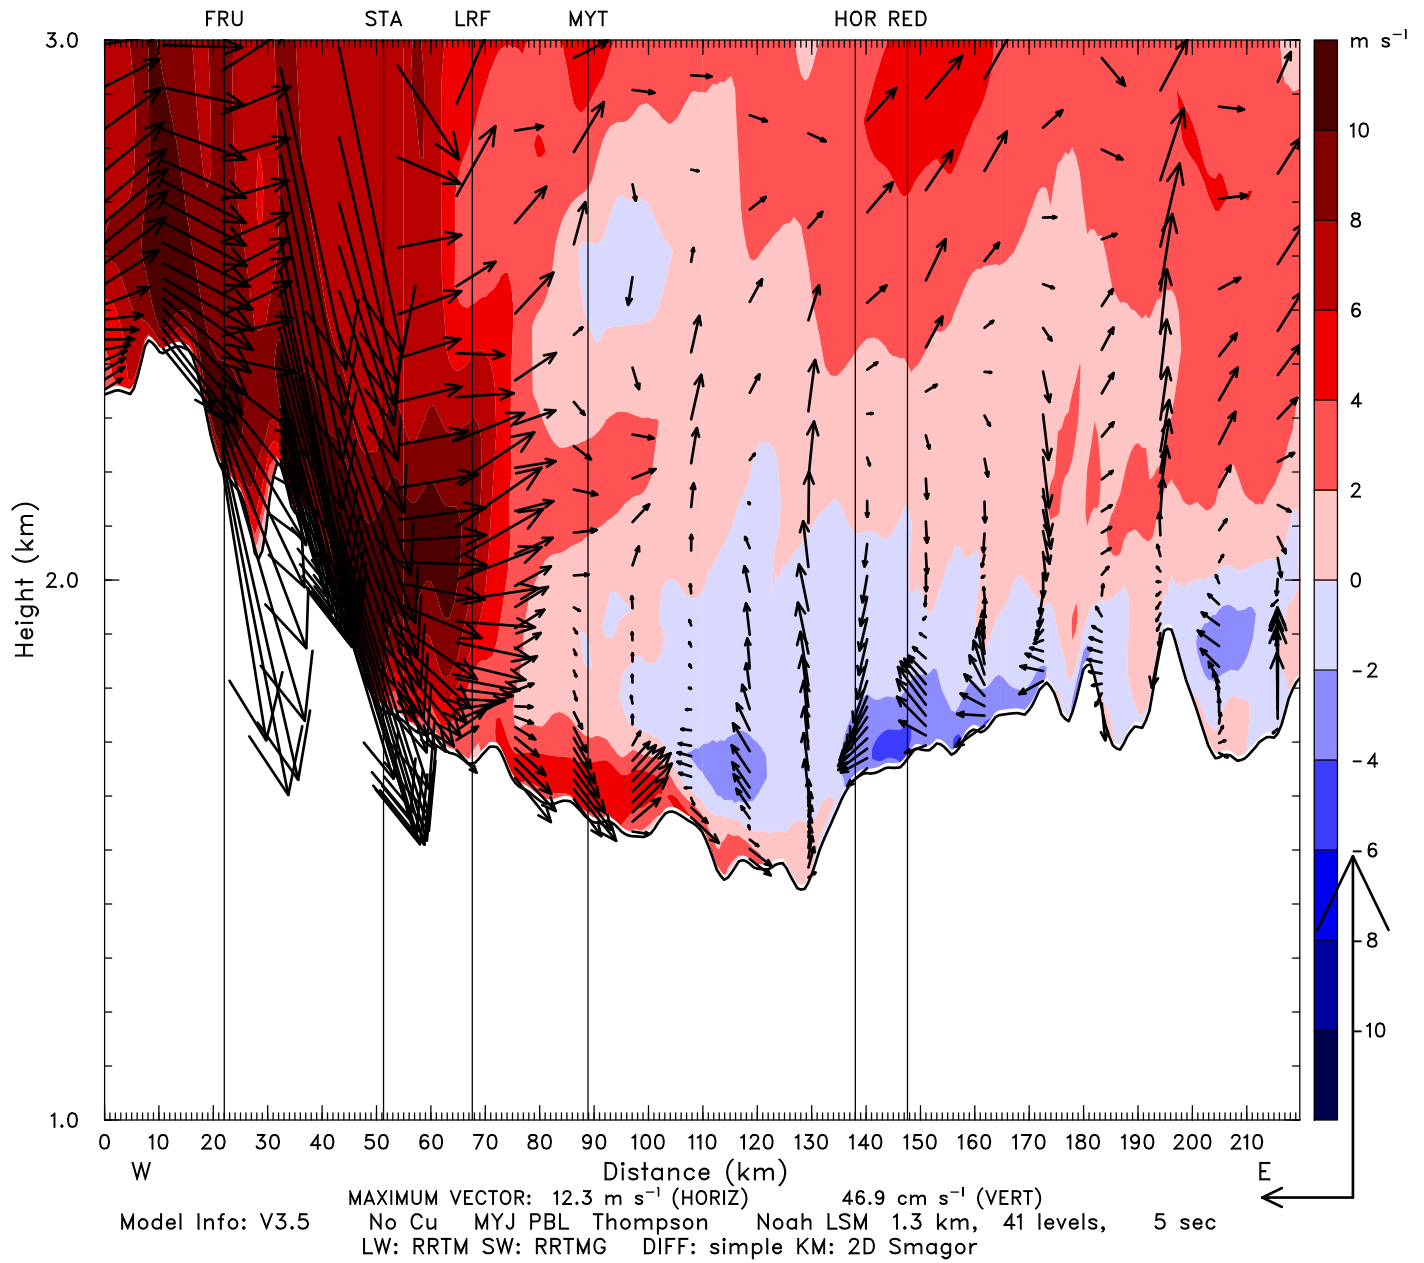 FRU STA LRF MYT HOR RED
3.0
m s⁻¹
10
8
6
4
2
0
-2
-4
-6
-8
-10
Height (km)
2.0
1.0
0 10 20 30 40 50 60 70 80 90 100 110 120 130 140 150 160 170 180 190 200 210
W Distance (km) E
MAXIMUM VECTOR: 12.3 m s⁻¹ (HORIZ) 46.9 cm s⁻¹ (VERT)
Model Info: V3.5 No Cu MYJ PBL Thompson Noah LSM 1.3 km, 41 levels, 5 sec
LW: RRTM SW: RRTMG DIFF: simple KM: 2D Smagor